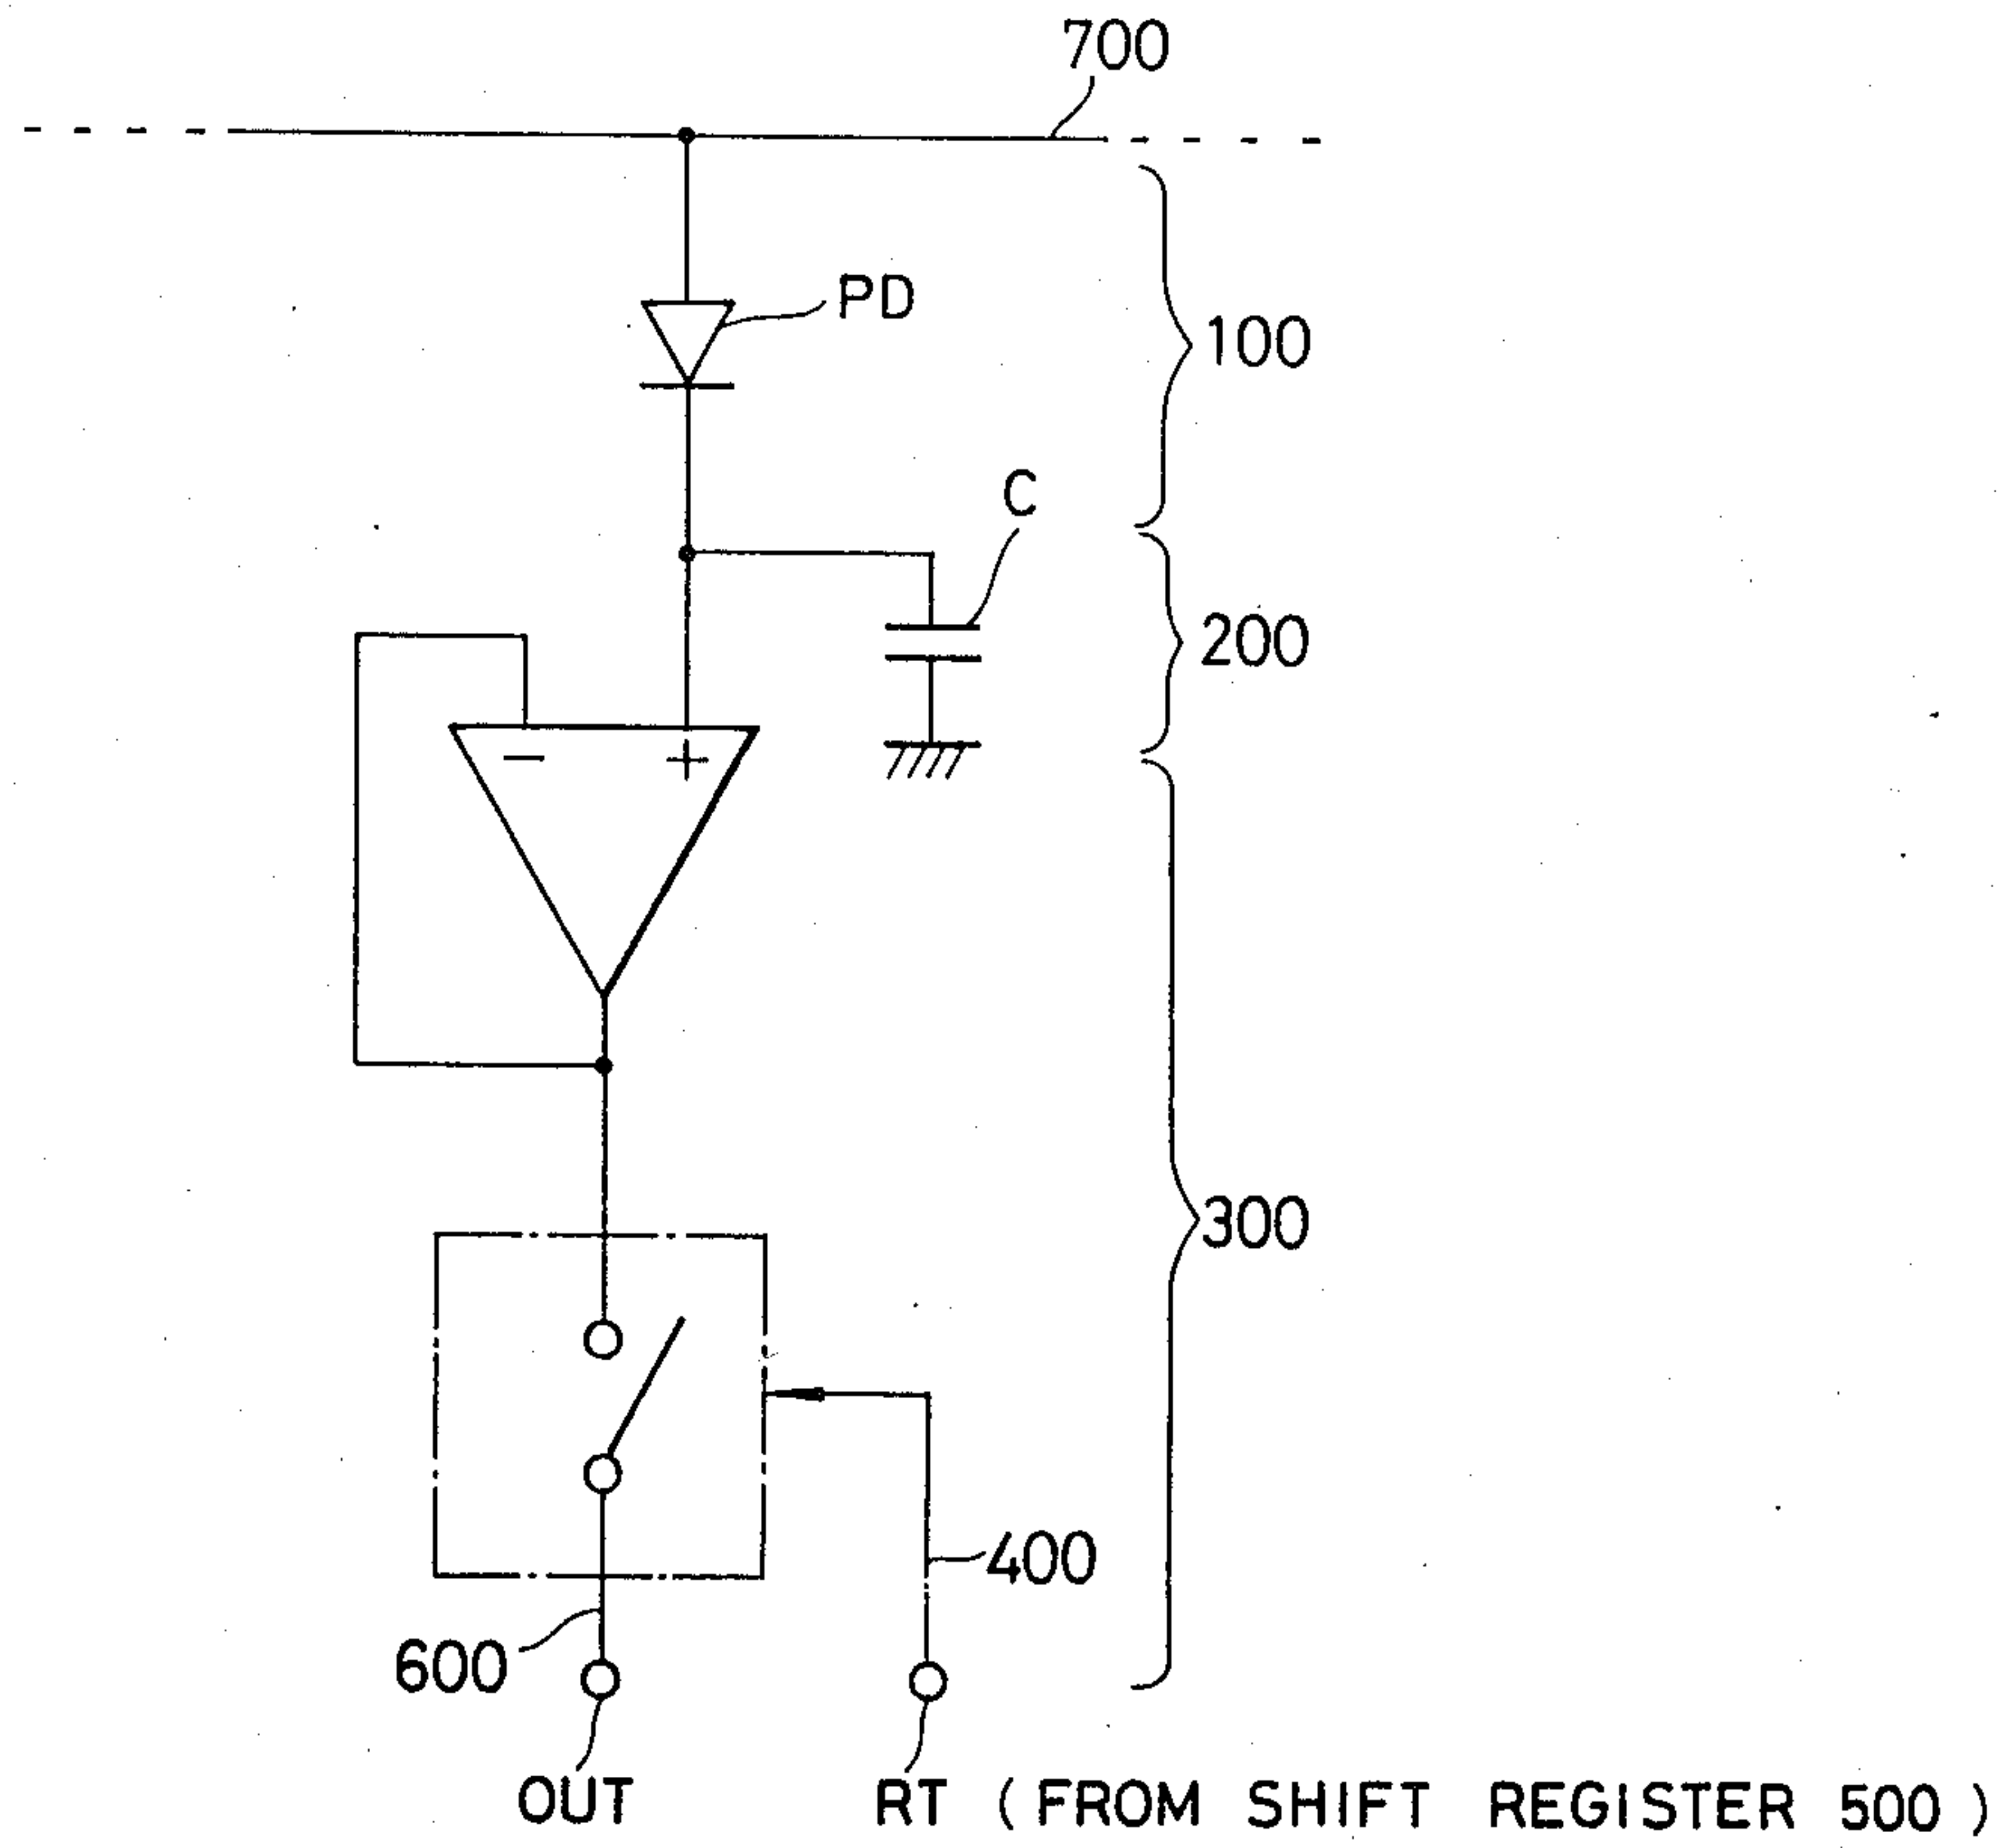 700
PD
100
C
200
−
+
300
400
600
OUT
RT (FROM SHIFT REGISTER 500)